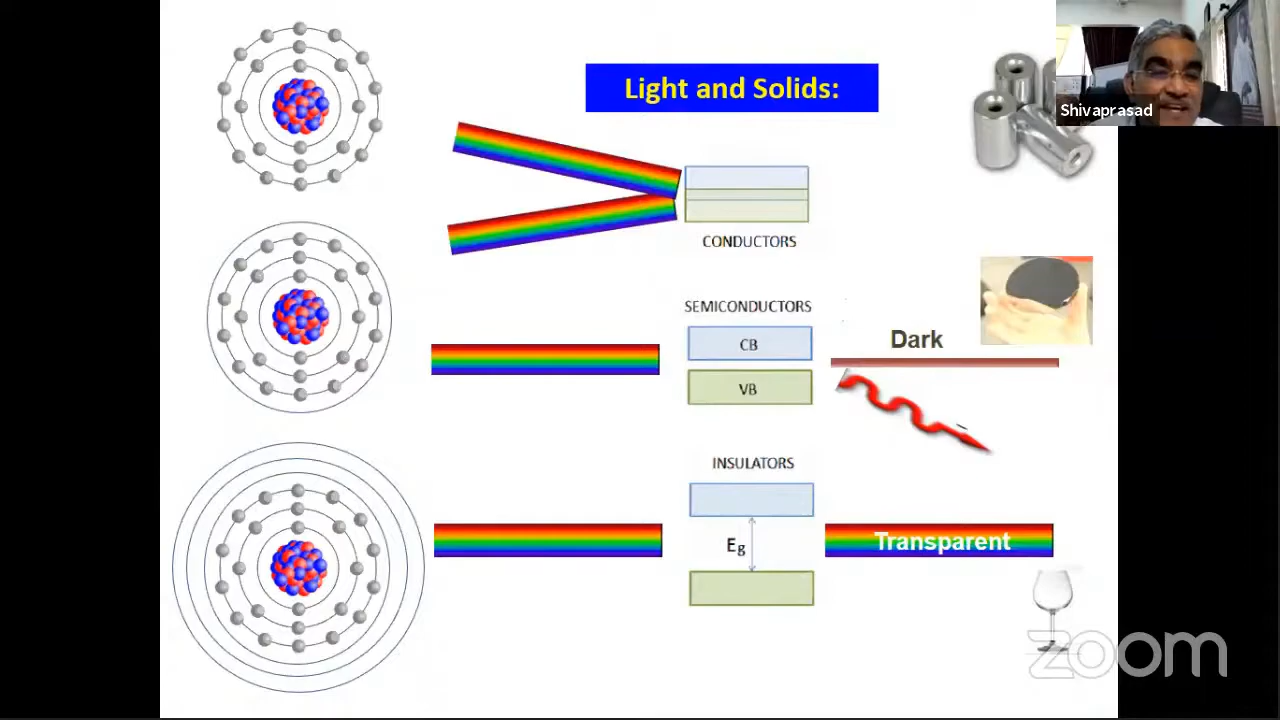 Light and Solids:
Shivaprasad
CONDUCTORS
SEMICONDUCTORS
CB
Dark
VB
INSULATORS
Eg
Transparent
zoom